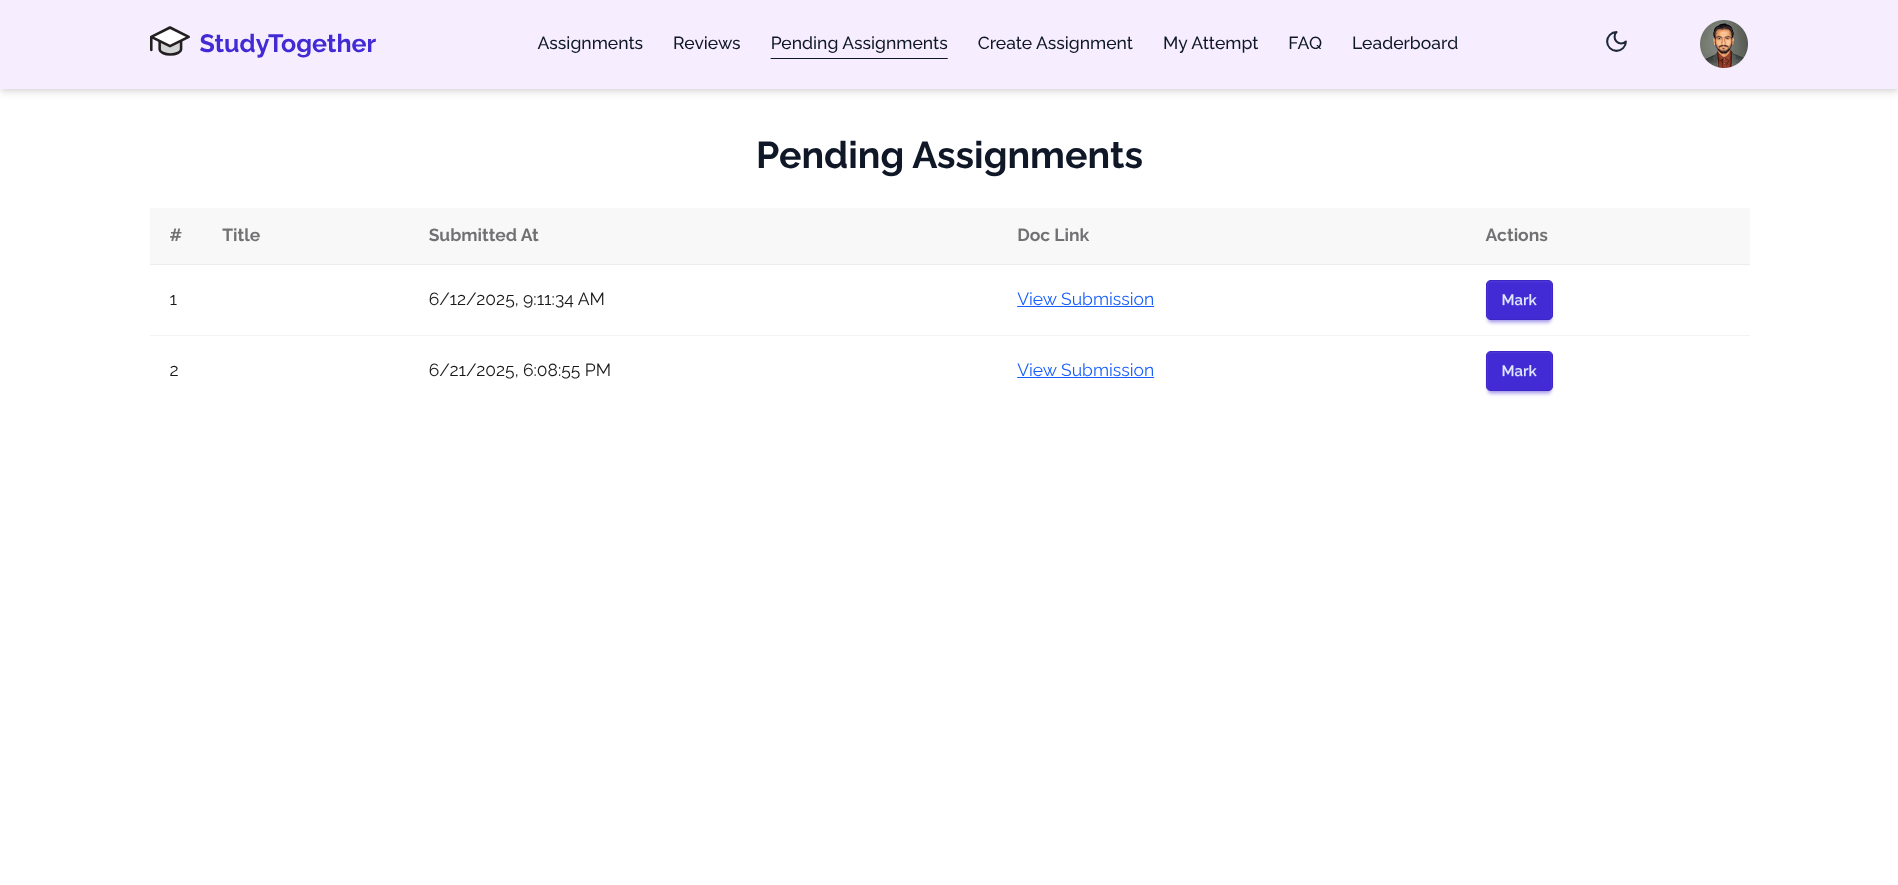 StudyTogether
Assignments Reviews Pending Assignments Create Assignment My Attempt FAQ Leaderboard
Pending Assignments
# Title Submitted At Doc Link Actions
1 6/12/2025, 9:11:34 AM View Submission Mark
2 6/21/2025, 6:08:55 PM View Submission Mark